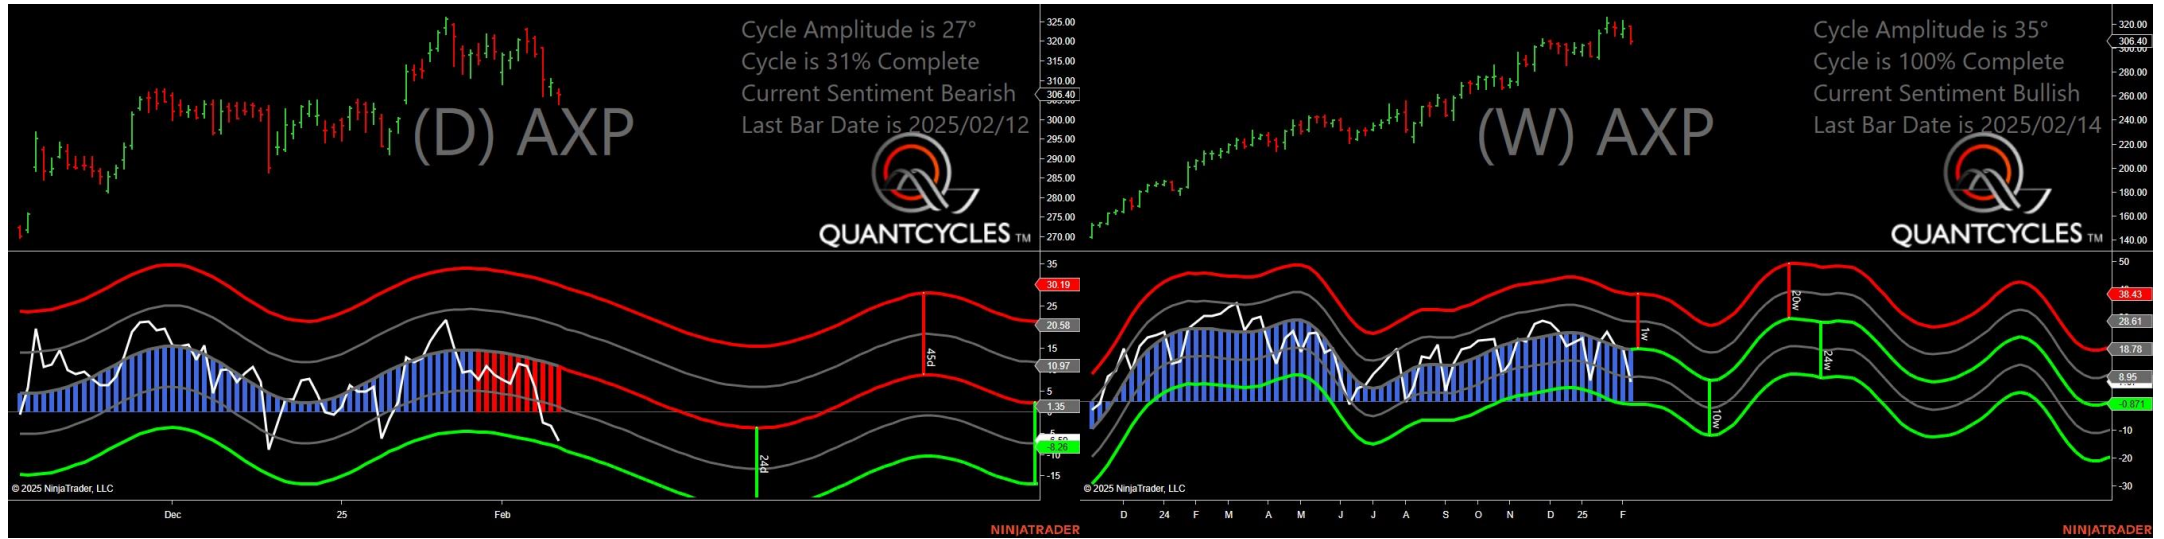 Cycle Amplitude is 27°
Cycle is 31% Complete
Current Sentiment Bearish
Last Bar Date is 2025/02/12
(D) AXP
QUANTCYCLES TM
325.00
320.00
315.00
310.00
306.40
300.00
295.00
290.00
285.00
280.00
275.00
270.00
35
30.19
25
20.58
15
10.97
5
1.35
-8.26
-10
-15
45d
24d
© 2025 NinjaTrader, LLC
Dec
25
Feb
NINJATRADER
Cycle Amplitude is 35°
Cycle is 100% Complete
Current Sentiment Bullish
Last Bar Date is 2025/02/14
(W) AXP
QUANTCYCLES TM
320.00
306.40
280.00
260.00
240.00
220.00
200.00
180.00
160.00
140.00
50
38.43
28.61
18.78
8.95
-0.871
-10
-20
-30
1w
20w
10w
24w
© 2025 NinjaTrader, LLC
D 24 F M A M J J A S O N D 25 F
NINJATRADER